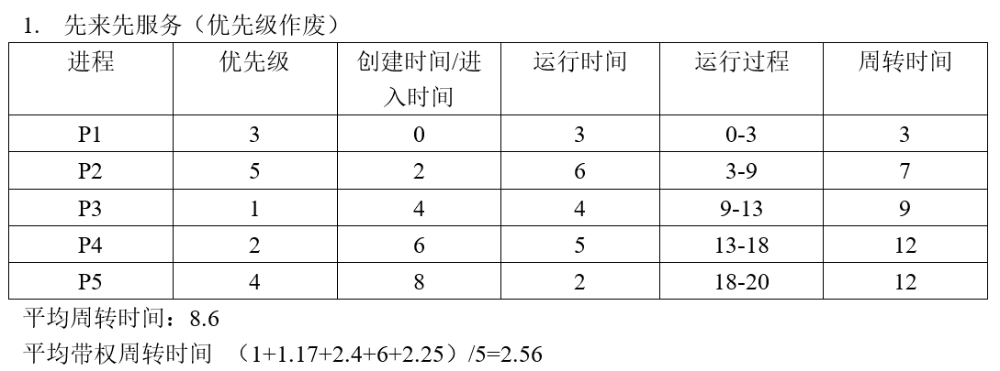 1. 先来先服务（优先级作废）
进程 优先级 创建时间/进入时间 运行时间 运行过程 周转时间
P1 3 0 3 0-3 3
P2 5 2 6 3-9 7
P3 1 4 4 9-13 9
P4 2 6 5 13-18 12
P5 4 8 2 18-20 12
平均周转时间：8.6
平均带权周转时间 （1+1.17+2.4+6+2.25）/5=2.56